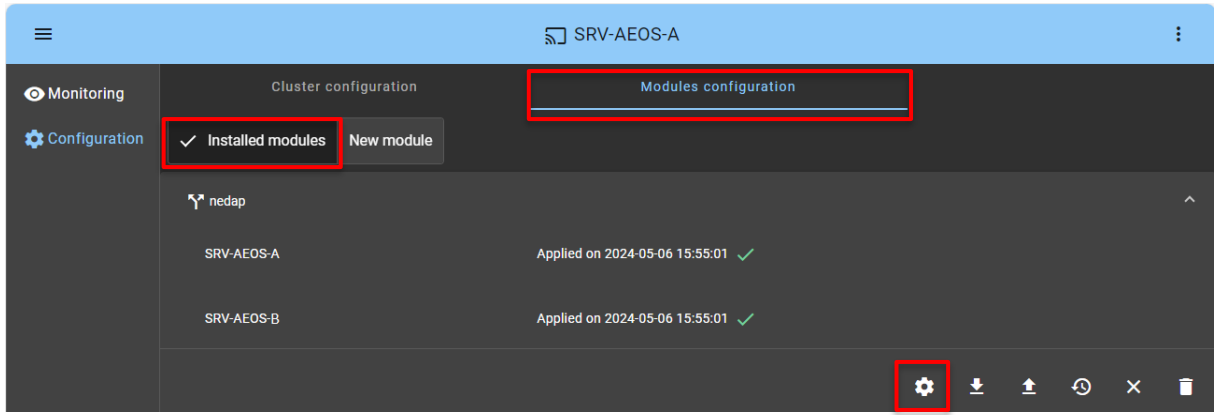 SRV-AEOS-A
Monitoring
Configuration
Cluster configuration
Modules configuration
Installed modules
New module
nedap
SRV-AEOS-A
Applied on 2024-05-06 15:55:01
SRV-AEOS-B
Applied on 2024-05-06 15:55:01